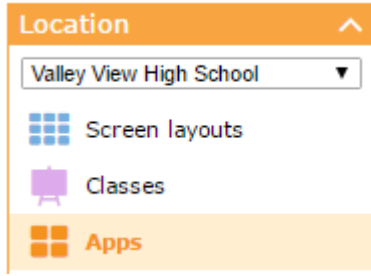 Location
Valley View High School
Screen layouts
Classes
Apps